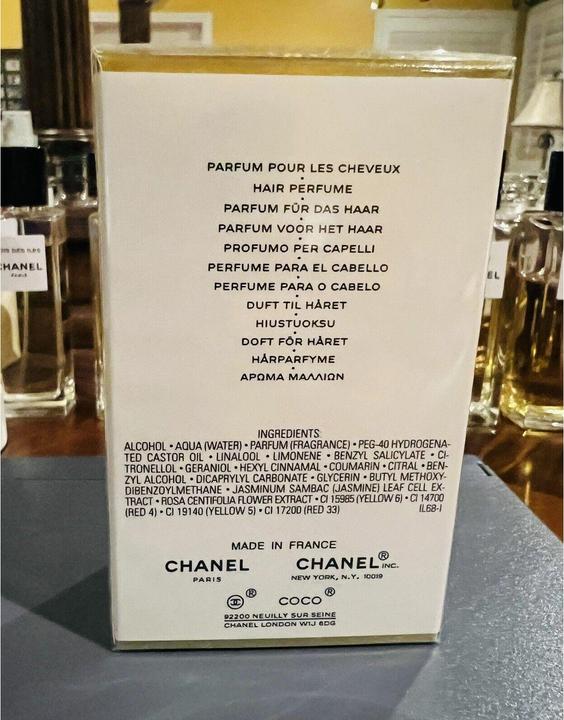 PARFUM POUR LES CHEVEUX
HAIR PERFUME
PARFUM FÜR DAS HAAR
PARFUM VOOR HET HAAR
PROFUMO PER CAPELLI
PERFUME PARA EL CABELLO
PERFUME PARA O CABELO
DUFT TIL HÅRET
HIUSTUOKSU
DOFT FÖR HÅRET
HÅRPARFYME
ΑΡΩΜΑ ΜΑΛΛΙΩΝ
INGREDIENTS:
ALCOHOL • AQUA (WATER) • PARFUM (FRAGRANCE) • PEG-40 HYDROGENA-
TED CASTOR OIL • LINALOOL • LIMONENE • BENZYL SALICYLATE • CI-
TRONELLOL • GERANIOL • HEXYL CINNAMAL • COUMARIN • CITRAL • BEN-
ZYL ALCOHOL • DICAPRYLYL CARBONATE • GLYCERIN • BUTYL METHOXY-
DIBENZOYLMETHANE • JASMINUM SAMBAC (JASMINE) LEAF CELL EX-
TRACT • ROSA CENTIFOLIA FLOWER EXTRACT • CI 15985 (YELLOW 6) • CI 14700
(RED 4) • CI 19140 (YELLOW 5) • CI 17200 (RED 33) IL68-I
MADE IN FRANCE
CHANEL CHANEL® INC.
PARIS NEW YORK, N.Y. 10019
® COCO®
92200 NEUILLY SUR SEINE
CHANEL LONDON W1J 6DG
CHANEL
PARIS
EL